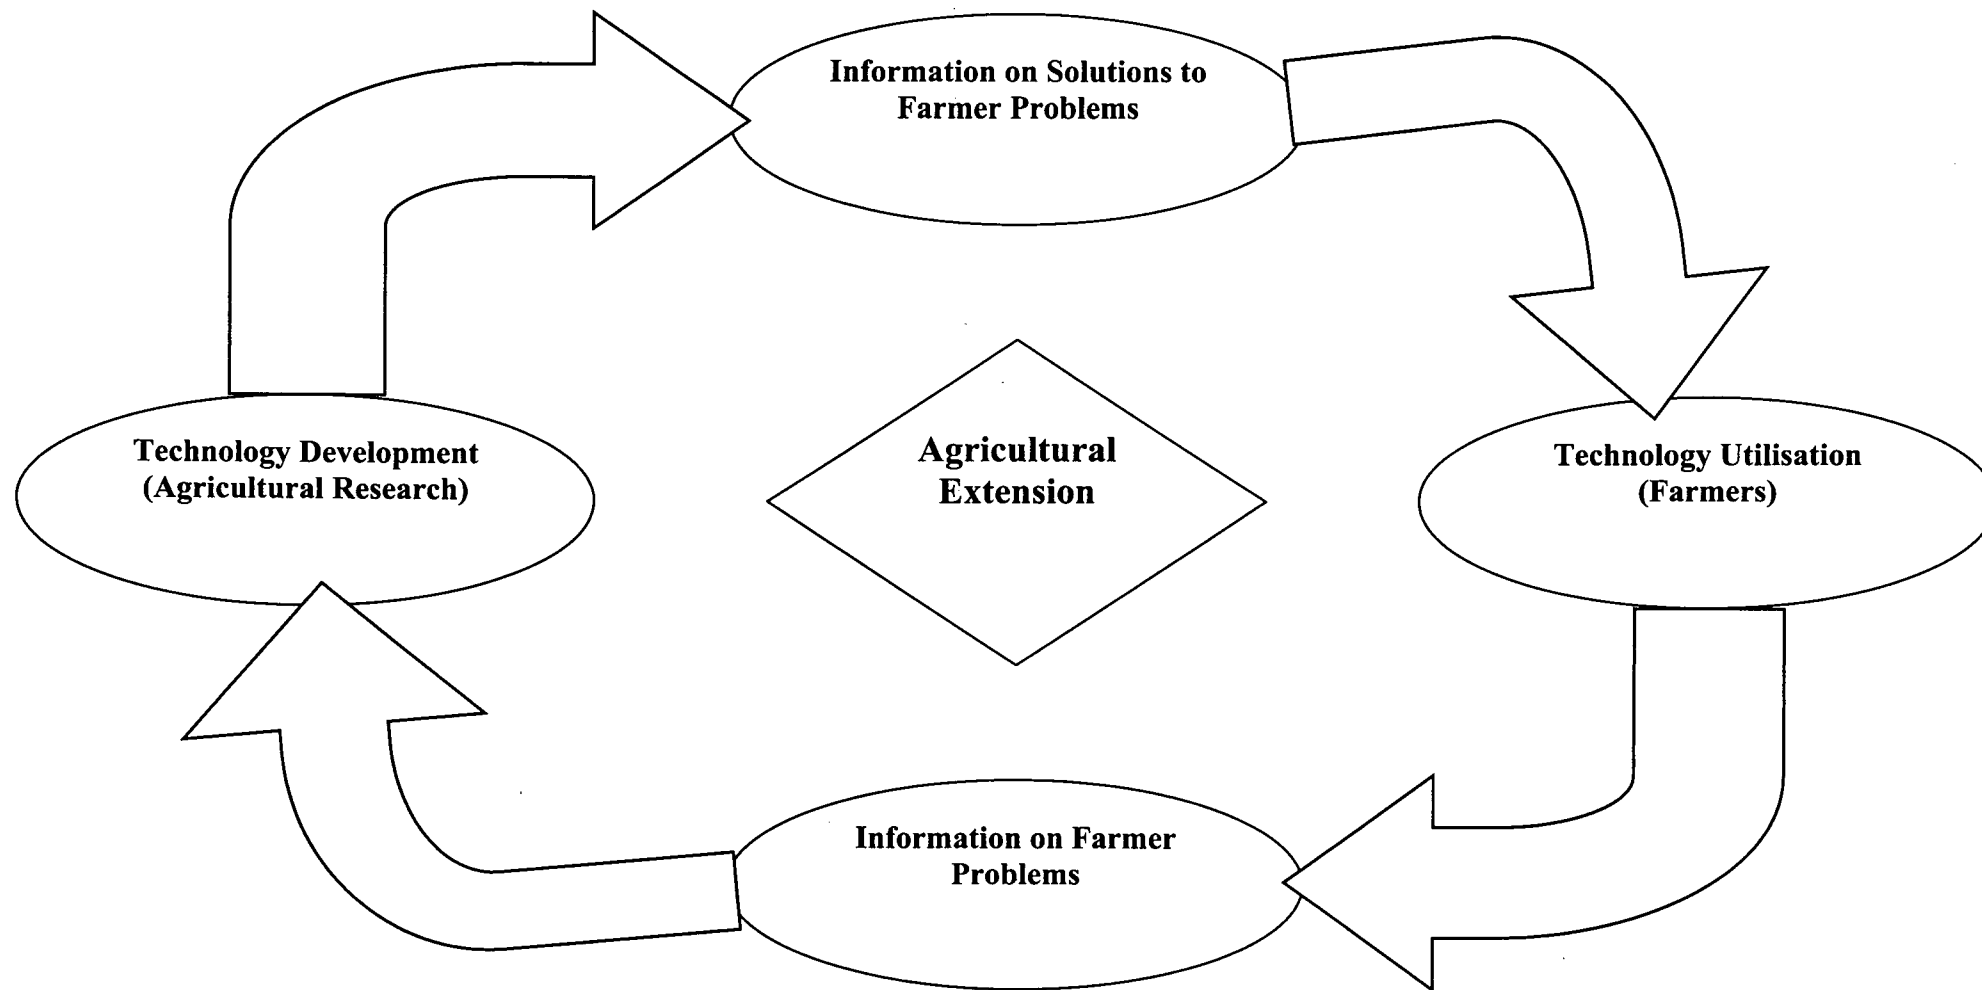 Information on Solutions to
Farmer Problems
Technology Development
(Agricultural Research)
Agricultural
Extension
Technology Utilisation
(Farmers)
Information on Farmer
Problems